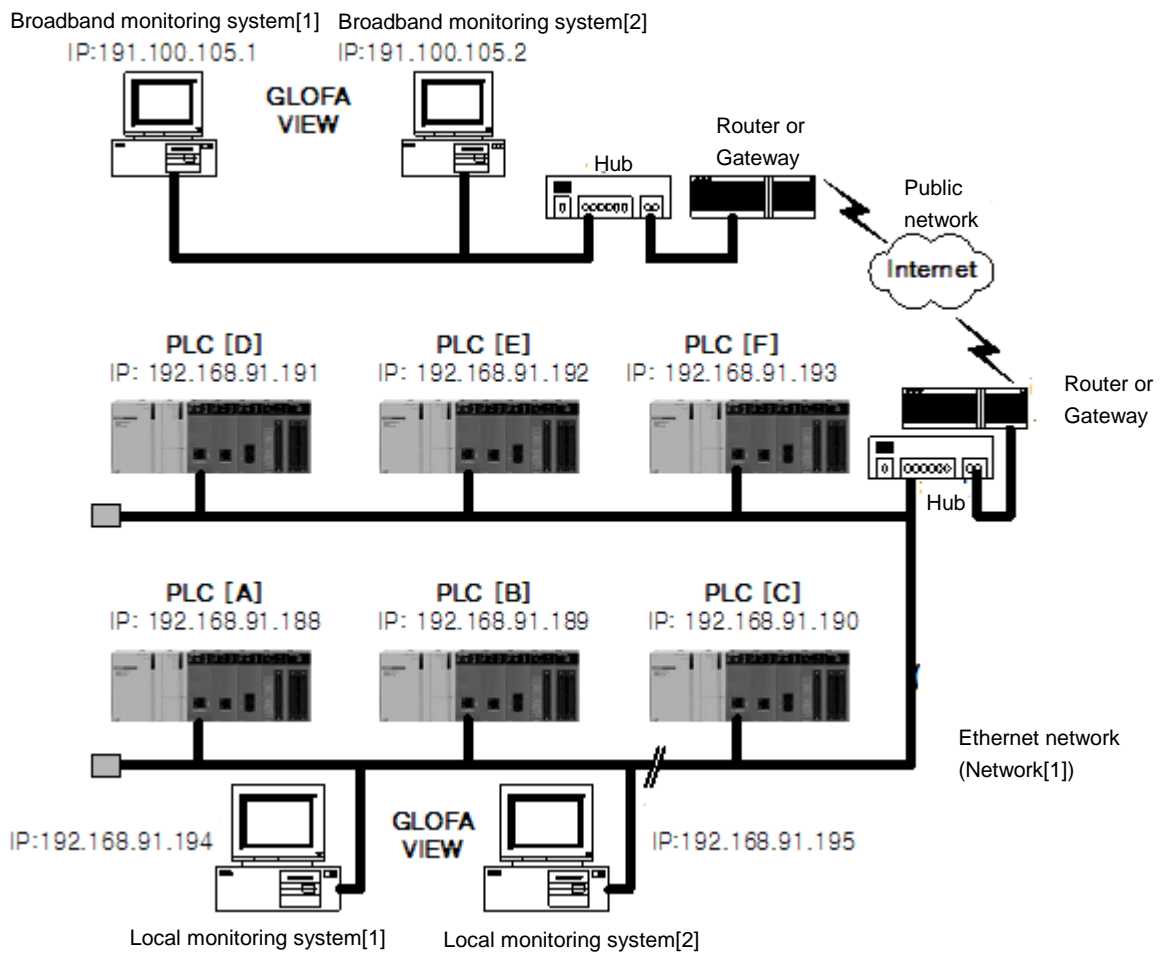 Broadband monitoring system[1]
Broadband monitoring system[2]
IP:191.100.105.1
IP:191.100.105.2
GLOFA
VIEW
Hub
Router or
Gateway
Public
network
Internet
PLC [D]
IP: 192.168.91.191
PLC [E]
IP: 192.168.91.192
PLC [F]
IP: 192.168.91.193
Router or
Gateway
Hub
PLC [A]
IP: 192.168.91.188
PLC [B]
IP: 192.168.91.189
PLC [C]
IP: 192.168.91.190
Ethernet network
(Network[1])
IP:192.168.91.194
GLOFA
VIEW
IP:192.168.91.195
Local monitoring system[1]
Local monitoring system[2]